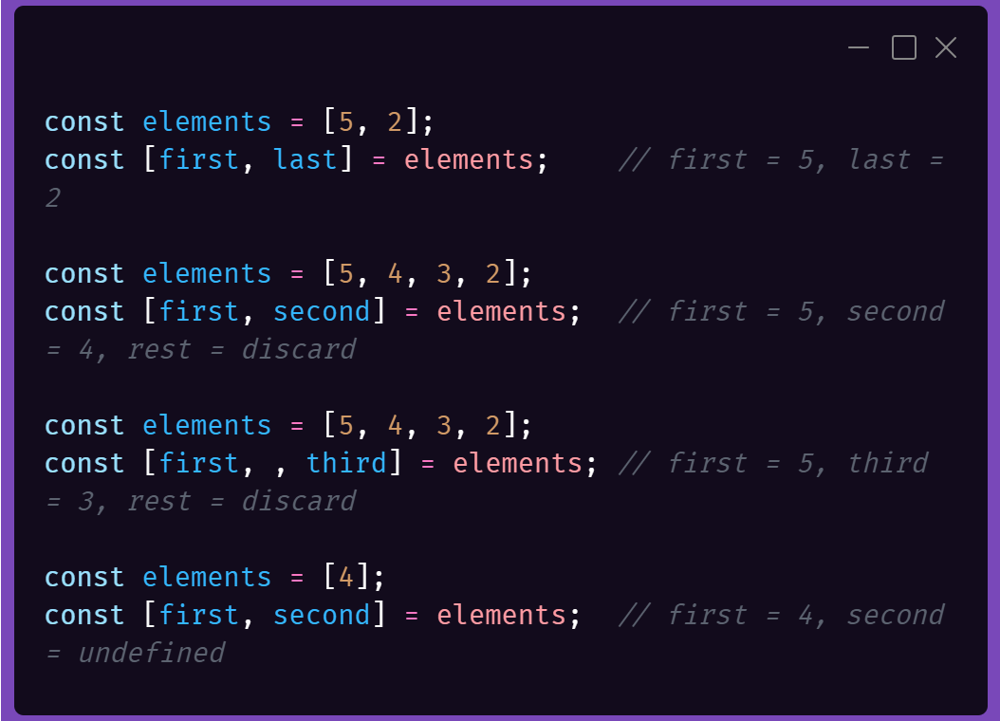 const elements = [5, 2];
const [first, last] = elements;    // first = 5, last =
2
const elements = [5, 4, 3, 2];
const [first, second] = elements;  // first = 5, second
= 4, rest = discard
const elements = [5, 4, 3, 2];
const [first, , third] = elements; // first = 5, third
= 3, rest = discard
const elements = [4];
const [first, second] = elements;  // first = 4, second
= undefined